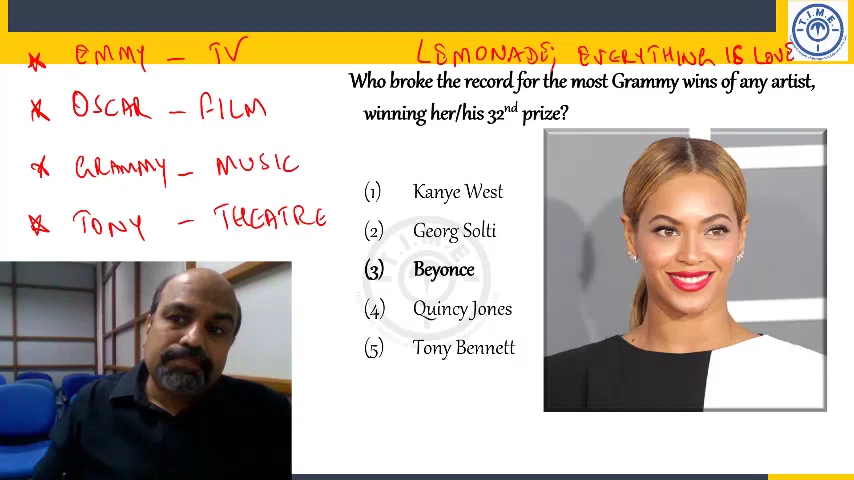 T.I.M.E.
* EMMY – TV
LEMONADE; EVERYTHING IS LOVE
Who broke the record for the most Grammy wins of any artist,
winning her/his 32nd prize?
* OSCAR – FILM
* GRAMMY – MUSIC
* TONY – THEATRE
(1) Kanye West
(2) Georg Solti
(3) Beyonce
(4) Quincy Jones
(5) Tony Bennett
T.I.M.E.